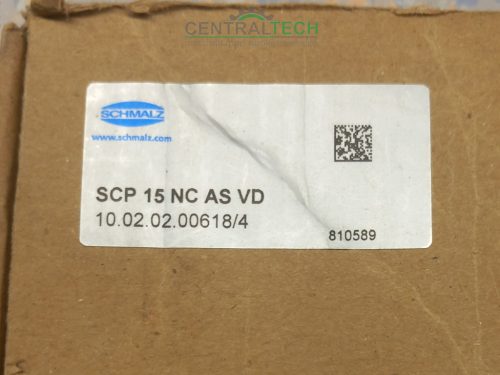 CENTRALTECH
SCHMALZ
www.schmalz.com
SCP 15 NC AS VD
10.02.02.00618/4
810589